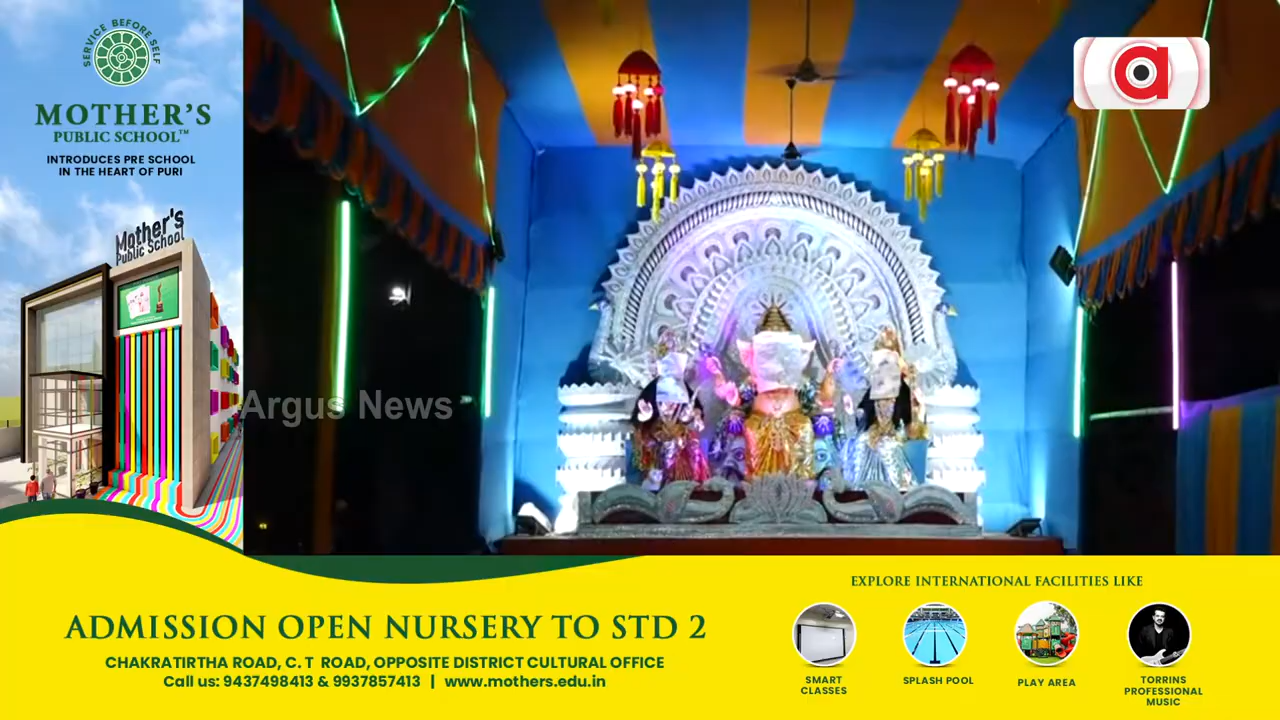 SERVICE BEFORE SELF
MOTHER'S
PUBLIC SCHOOL™
INTRODUCES PRE SCHOOL
IN THE HEART OF PURI
Mother's
Public School
a
Argus News
ADMISSION OPEN NURSERY TO STD 2
CHAKRATIRTHA ROAD, C. T ROAD, OPPOSITE DISTRICT CULTURAL OFFICE
Call us: 9437498413 & 9937857413 | www.mothers.edu.in
EXPLORE INTERNATIONAL FACILITIES LIKE
SMART
CLASSES
SPLASH POOL
PLAY AREA
TORRINS
PROFESSIONAL
MUSIC